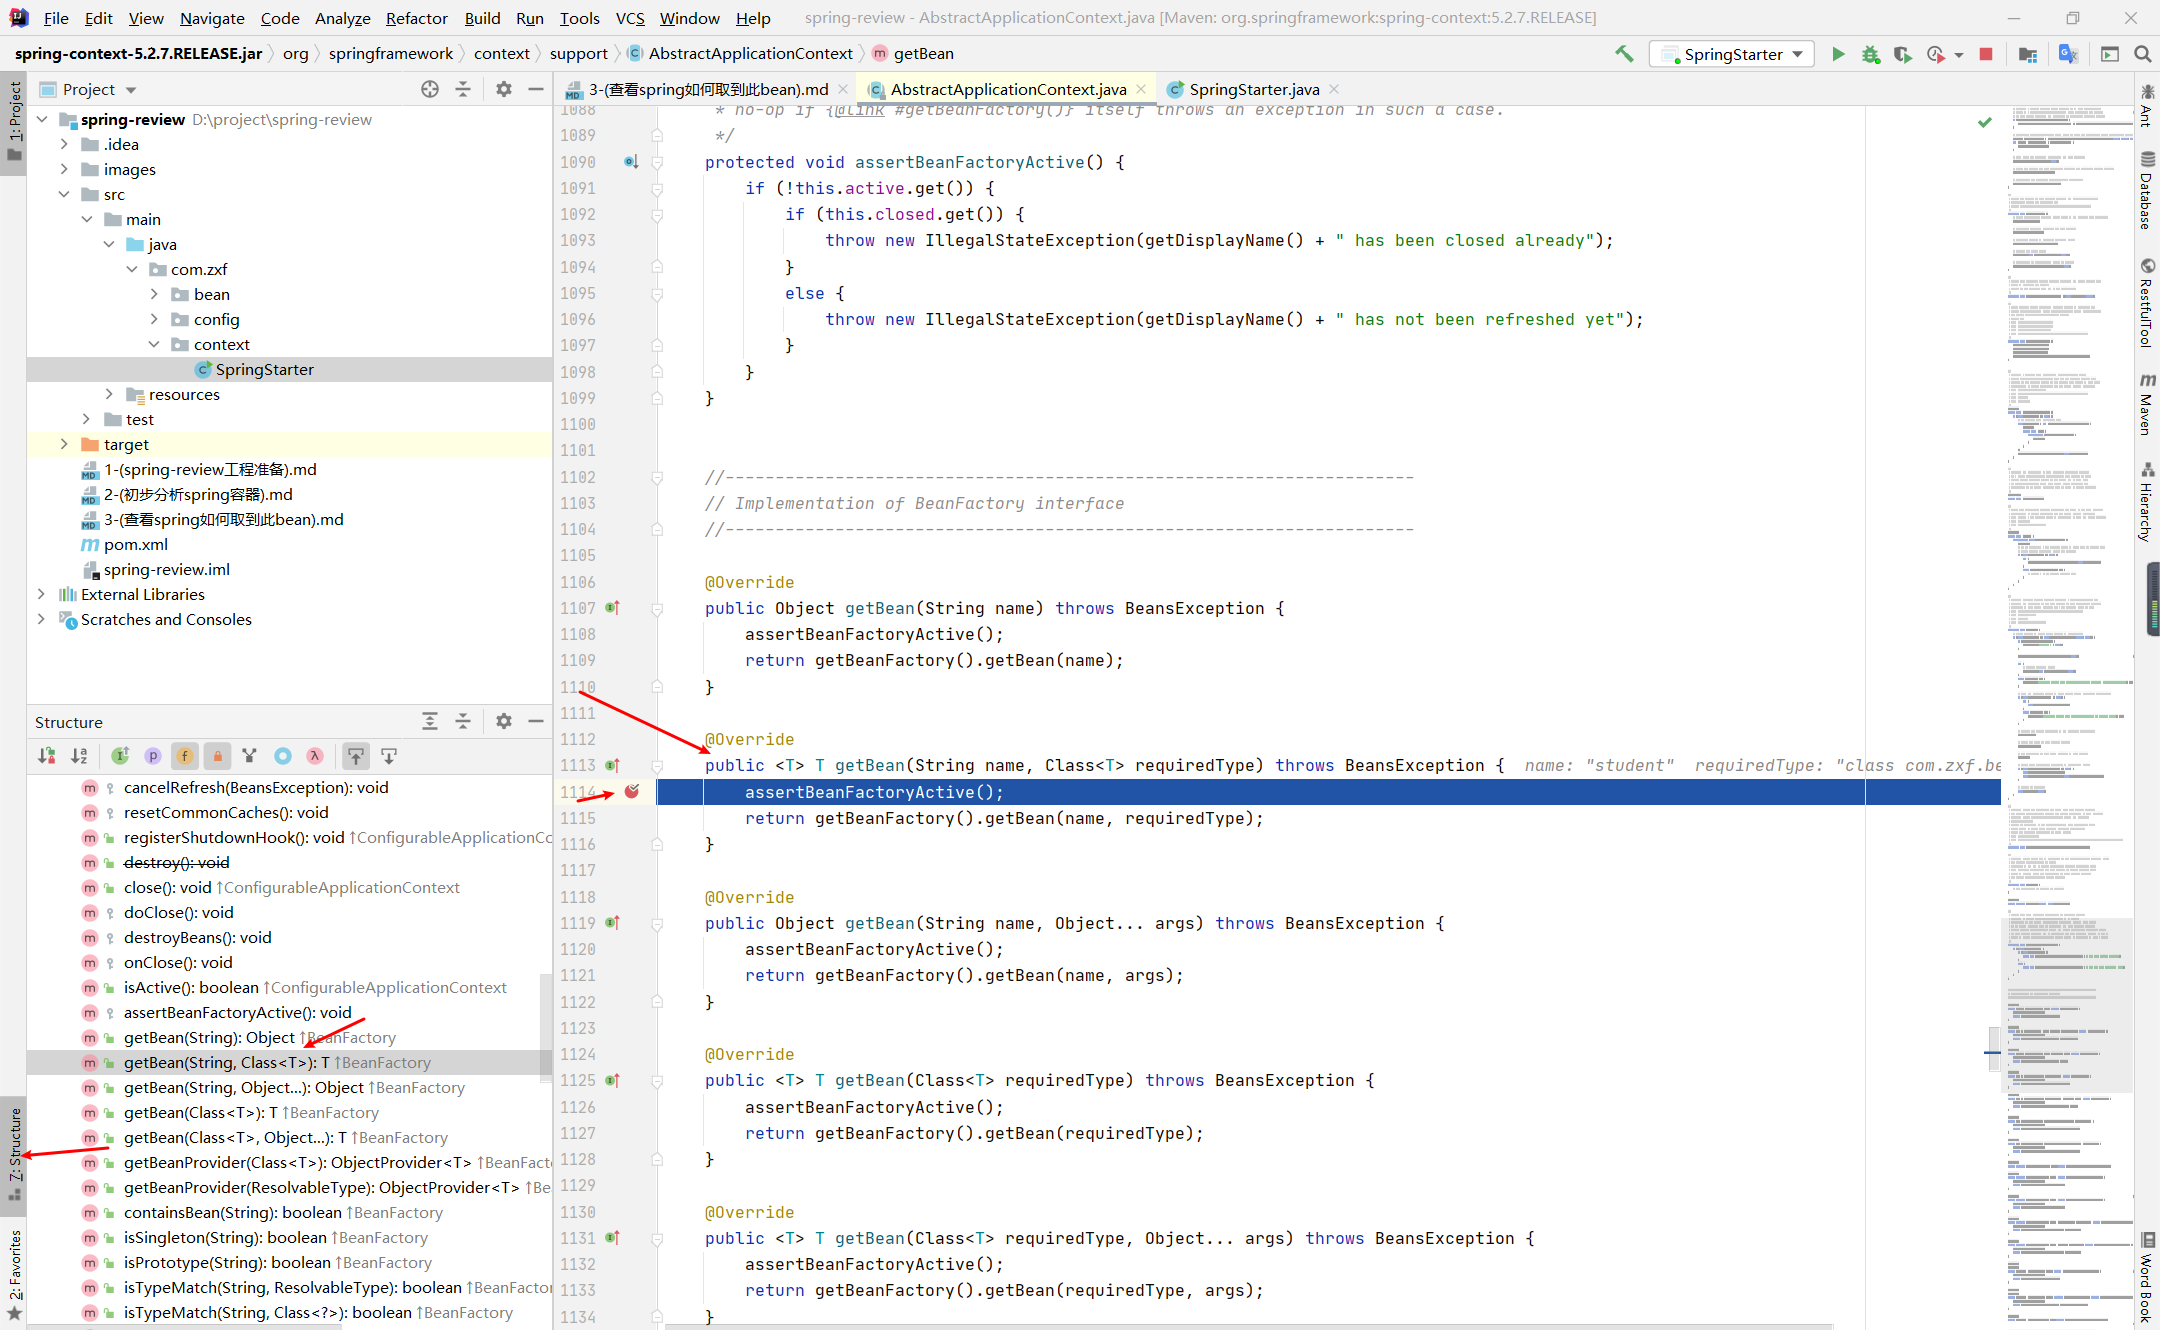 File Edit View Navigate Code Analyze Refactor Build Run Tools VCS Window Help spring-review - AbstractApplicationContext.java [Maven: org.springframework:spring-context:5.2.7.RELEASE]
spring-context-5.2.7.RELEASE.jar org springframework context support AbstractApplicationContext getBean SpringStarter
1: Project
Project
spring-review D:\project\spring-review
.idea
images
src
main
java
com.zxf
bean
config
context
SpringStarter
resources
test
target
1-(spring-review工程准备).md
2-(初步分析spring容器).md
3-(查看spring如何取到此bean).md
pom.xml
spring-review.iml
External Libraries
Scratches and Consoles
Structure
cancelRefresh(BeansException): void
resetCommonCaches(): void
registerShutdownHook(): void ↑ConfigurableApplicationCo
destroy(): void
close(): void ↑ConfigurableApplicationContext
doClose(): void
destroyBeans(): void
onClose(): void
isActive(): boolean ↑ConfigurableApplicationContext
assertBeanFactoryActive(): void
getBean(String): Object ↑BeanFactory
getBean(String, Class<T>): T ↑BeanFactory
getBean(String, Object...): Object ↑BeanFactory
getBean(Class<T>): T ↑BeanFactory
getBean(Class<T>, Object...): T ↑BeanFactory
getBeanProvider(Class<T>): ObjectProvider<T> ↑BeanFact
getBeanProvider(ResolvableType): ObjectProvider<T> ↑Be
containsBean(String): boolean ↑BeanFactory
isSingleton(String): boolean ↑BeanFactory
isPrototype(String): boolean ↑BeanFactory
isTypeMatch(String, ResolvableType): boolean ↑BeanFactor
isTypeMatch(String, Class<?>): boolean ↑BeanFactory
7: Structure
2: Favorites
3-(查看spring如何取到此bean).md AbstractApplicationContext.java SpringStarter.java
1088 * no-op if {@link #getBeanFactory()} itself throws an exception in such a case.
1089 */
1090 protected void assertBeanFactoryActive() {
1091 if (!this.active.get()) {
1092 if (this.closed.get()) {
1093 throw new IllegalStateException(getDisplayName() + " has been closed already");
1094 }
1095 else {
1096 throw new IllegalStateException(getDisplayName() + " has not been refreshed yet");
1097 }
1098 }
1099 }
1100
1101
1102 //---------------------------------------------------------------------
1103 // Implementation of BeanFactory interface
1104 //---------------------------------------------------------------------
1105
1106 @Override
1107 public Object getBean(String name) throws BeansException {
1108 assertBeanFactoryActive();
1109 return getBeanFactory().getBean(name);
1110 }
1111
1112 @Override
1113 public <T> T getBean(String name, Class<T> requiredType) throws BeansException { name: "student" requiredType: "class com.zxf.be
1114 assertBeanFactoryActive();
1115 return getBeanFactory().getBean(name, requiredType);
1116 }
1117
1118 @Override
1119 public Object getBean(String name, Object... args) throws BeansException {
1120 assertBeanFactoryActive();
1121 return getBeanFactory().getBean(name, args);
1122 }
1123
1124 @Override
1125 public <T> T getBean(Class<T> requiredType) throws BeansException {
1126 assertBeanFactoryActive();
1127 return getBeanFactory().getBean(requiredType);
1128 }
1129
1130 @Override
1131 public <T> T getBean(Class<T> requiredType, Object... args) throws BeansException {
1132 assertBeanFactoryActive();
1133 return getBeanFactory().getBean(requiredType, args);
1134 }
Ant
Database
RestfulTool
Maven
Hierarchy
Word Book